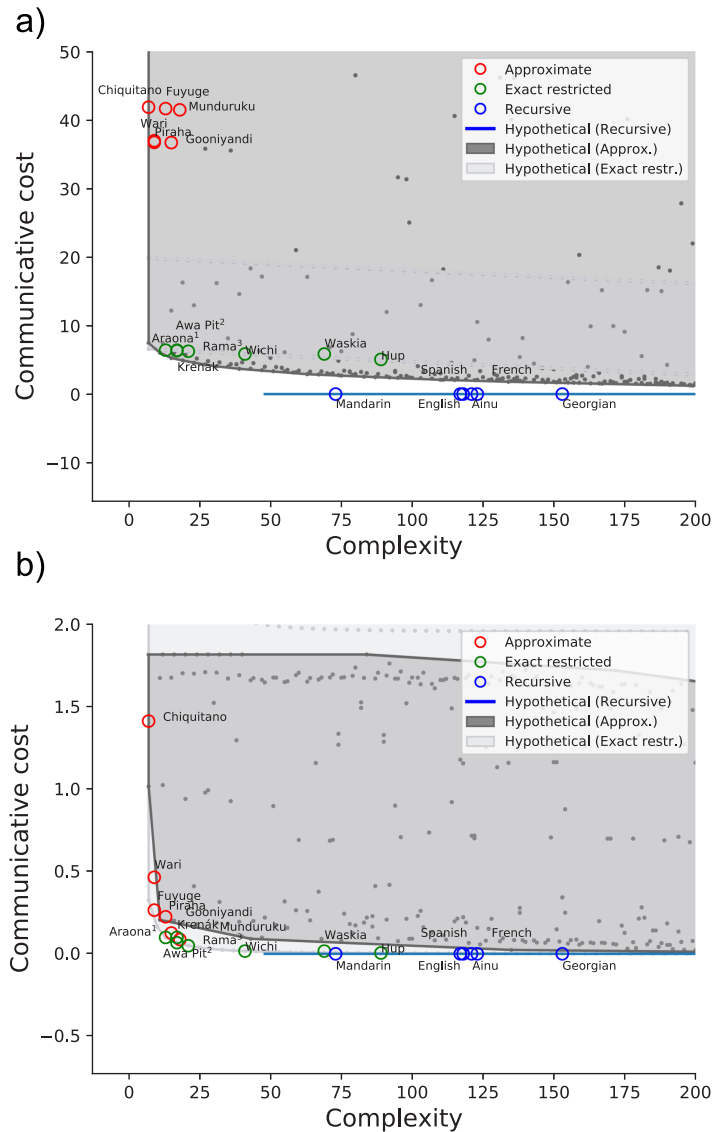 a)
50
40
30
20
10
0
−10
Communicative cost
Chiquitano
Fuyuge
Munduruku
Wari
Piraha
Gooniyandi
Approximate
Exact restricted
Recursive
Hypothetical (Recursive)
Hypothetical (Approx.)
Hypothetical (Exact restr.)
Awa Pit²
Araona¹
Rama³
Wichi
Krenák
Waskia
Hup
Spanish
French
Mandarin
English
Ainu
Georgian
0 25 50 75 100 125 150 175 200
Complexity
b)
2.0
1.5
1.0
0.5
0.0
−0.5
Communicative cost
Approximate
Exact restricted
Recursive
Hypothetical (Recursive)
Hypothetical (Approx.)
Hypothetical (Exact restr.)
Chiquitano
Wari
Fuyuge
Piraha
Gooniyandi
Krenák
Munduruku
Araona¹
Rama³
Awa Pit²
Wichi
Waskia
Hup
Spanish
French
Mandarin
English
Ainu
Georgian
0 25 50 75 100 125 150 175 200
Complexity